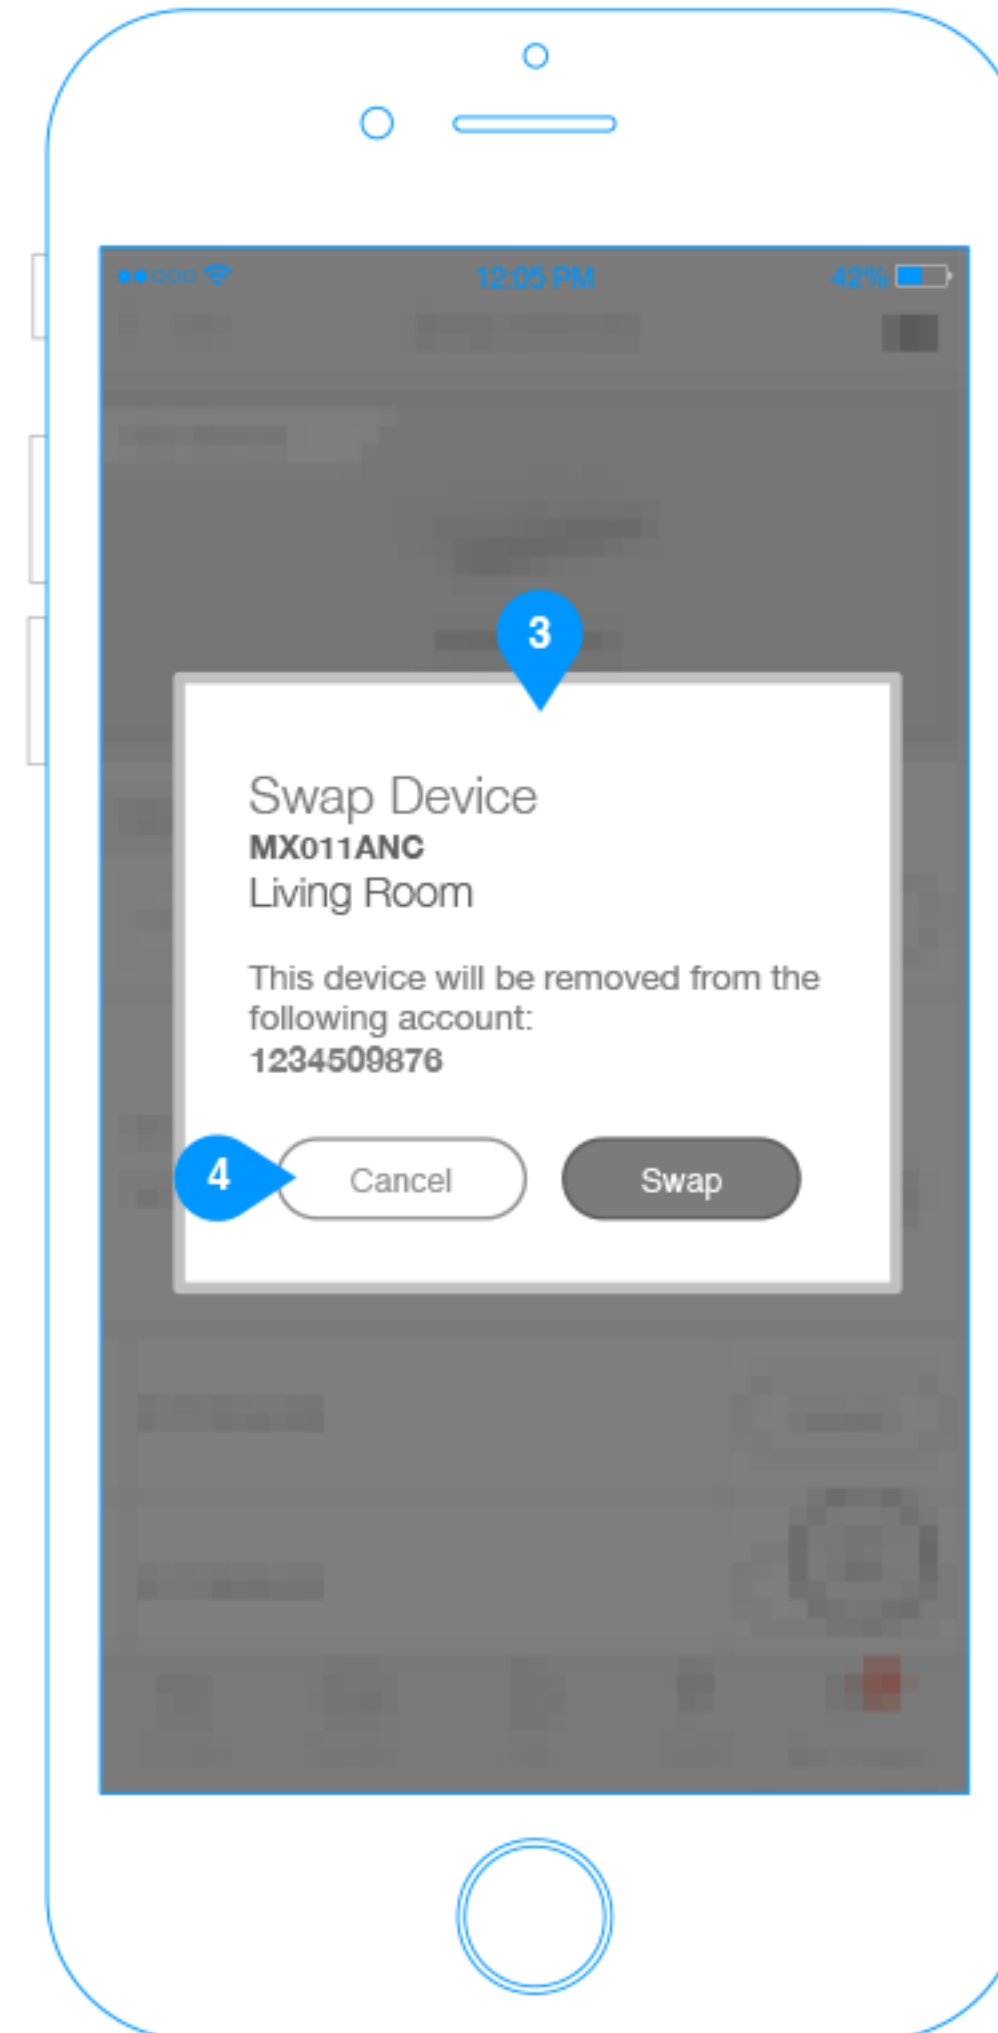 12:05 PM 42%
3
Swap Device
MX011ANC
Living Room
This device will be removed from the
following account:
1234509876
4 Cancel Swap